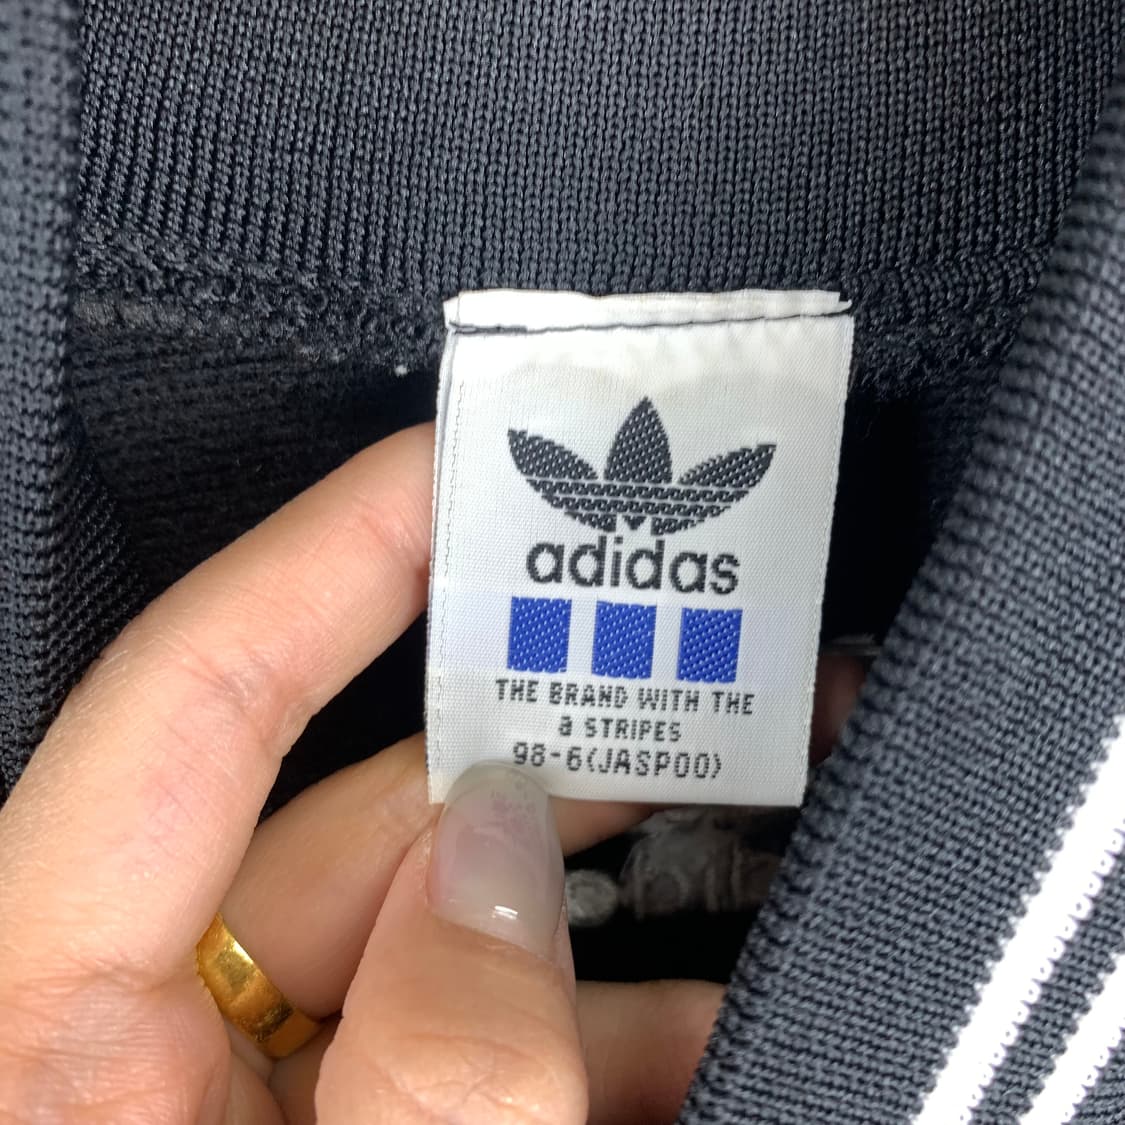 adidas
THE BRAND WITH THE
3 STRIPES
98-6(JASPOO)